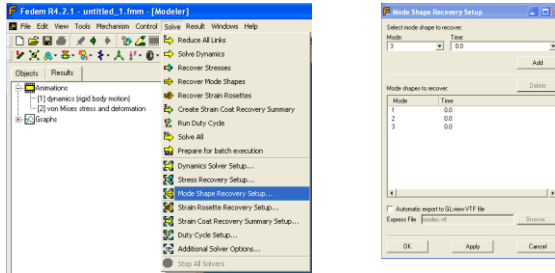 Fedem R4.2.1 - untitled_1.fmm - [Modeler]
File Edit View Tools Mechanism Control Solve Result Windows Help
Reduce All Links
Solve Dynamics
Recover Stresses
Recover Mode Shapes
Recover Strain Rosettes
Create Strain Coat Recovery Summary
Run Duty Cycle
Solve All
Prepare for batch execution
Dynamics Solver Setup...
Stress Recovery Setup...
Mode Shape Recovery Setup...
Strain Rosette Recovery Setup...
Strain Coat Recovery Summary Setup...
Duty Cycle Setup...
Additional Solver Options...
Stop All Solvers
Objects Results
Animations
[1] dynamics (rigid body motion)
[2] von Mises stress and deformation
Graphs
Mode Shape Recovery Setup
Select mode shape to recover:
Mode: Time:
3 0.0
Add
Mode shapes to recover:
Delete
Mode Time
1 0.0
2 0.0
3 0.0
Automatic export to GLview VTF file
Express File modes.vtf Browse...
OK Apply Cancel